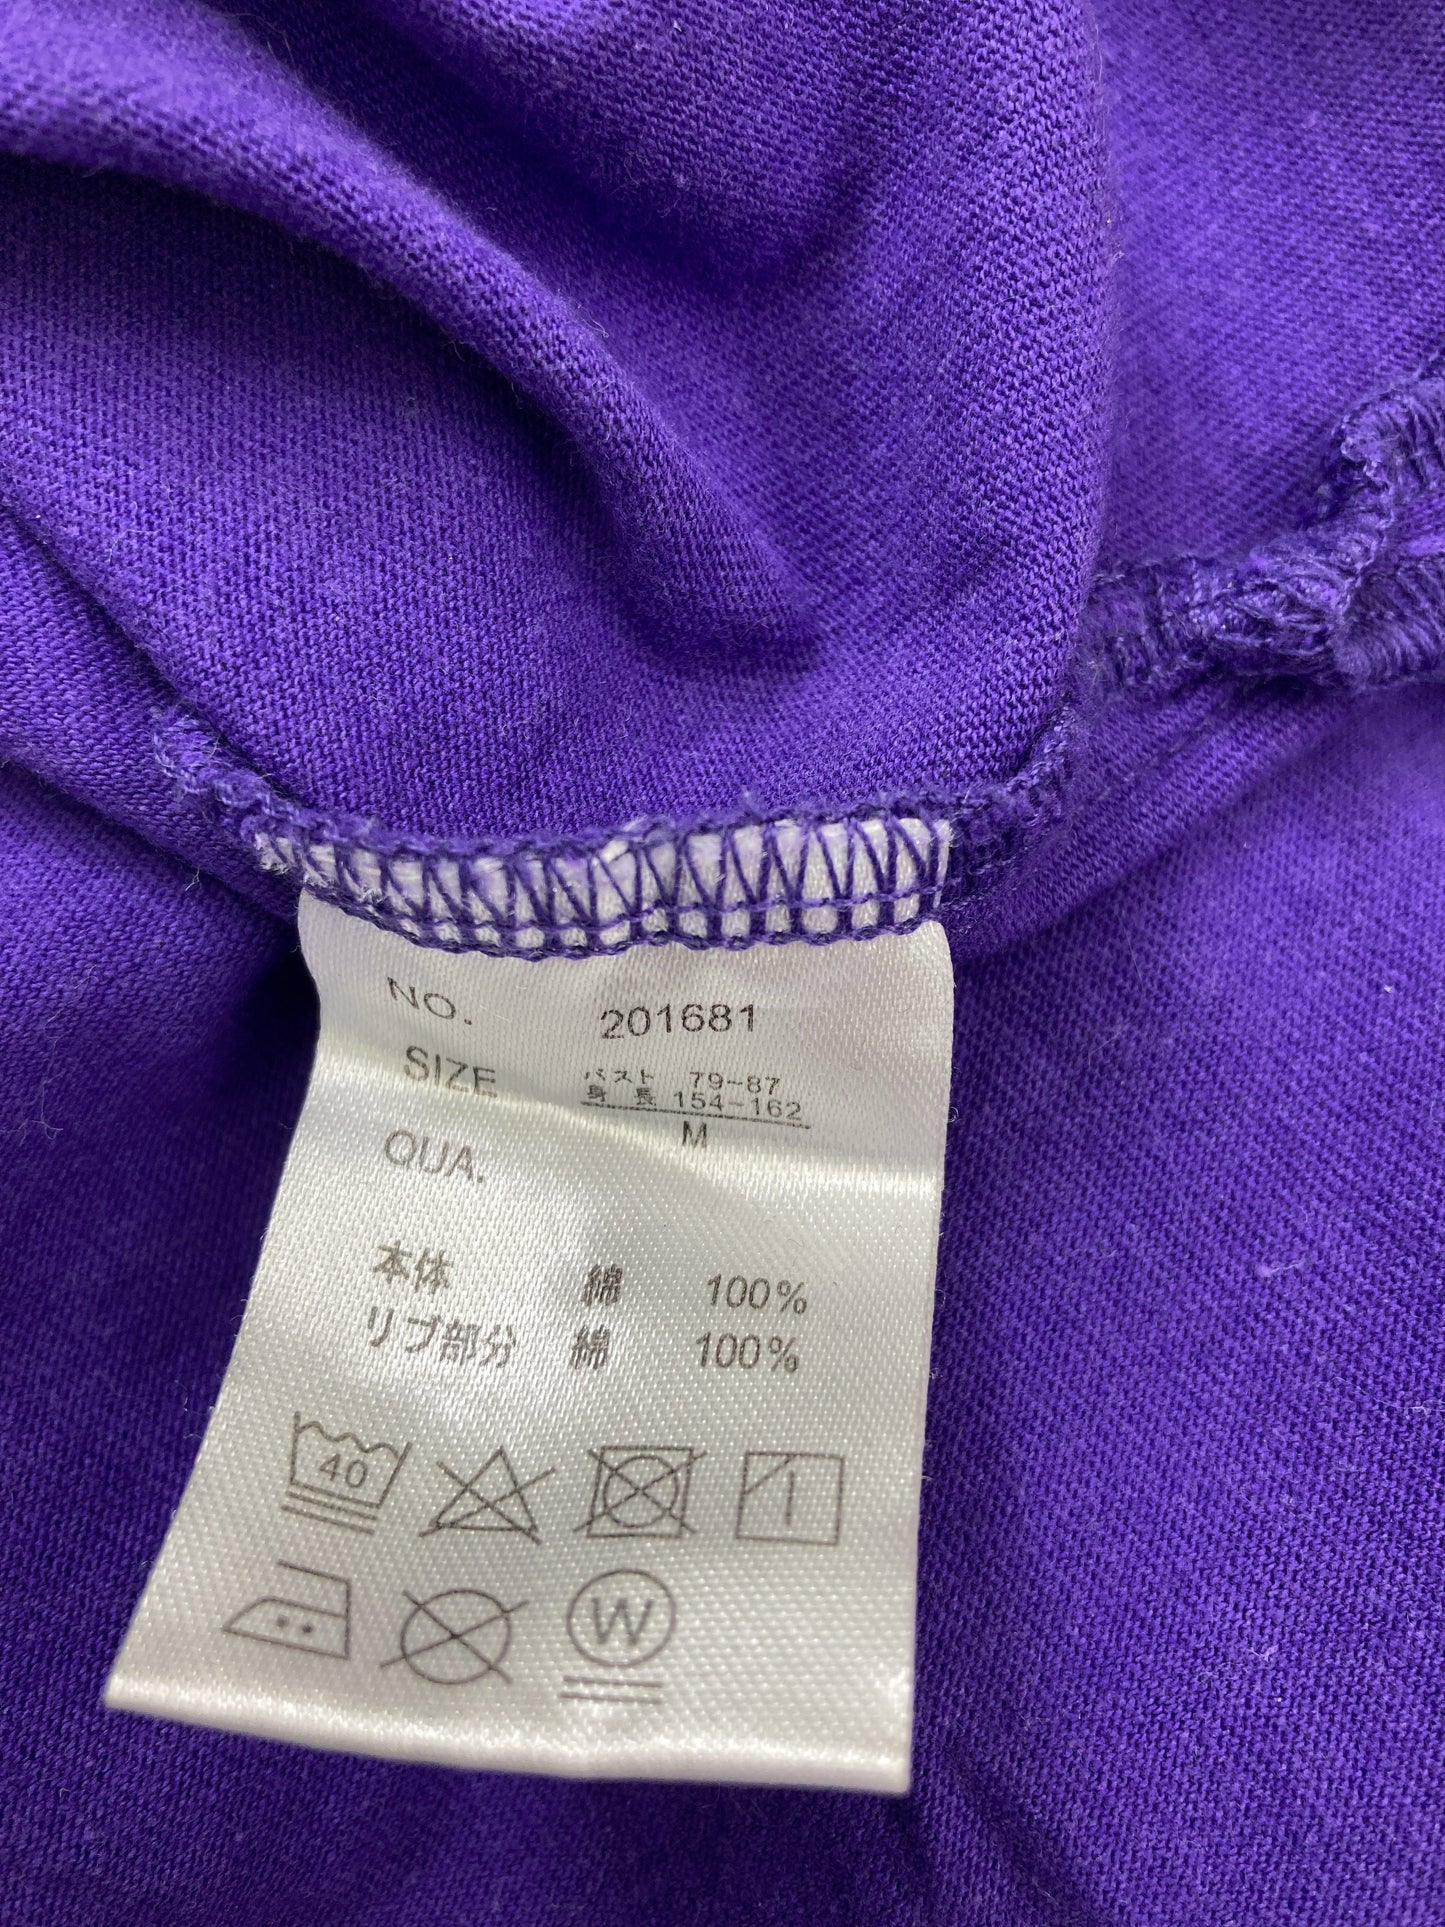 NO. 201681
SIZE バスト 79-87
身長 154-162
M
QUA.
本体 綿 100%
リブ部分 綿 100%
40
W